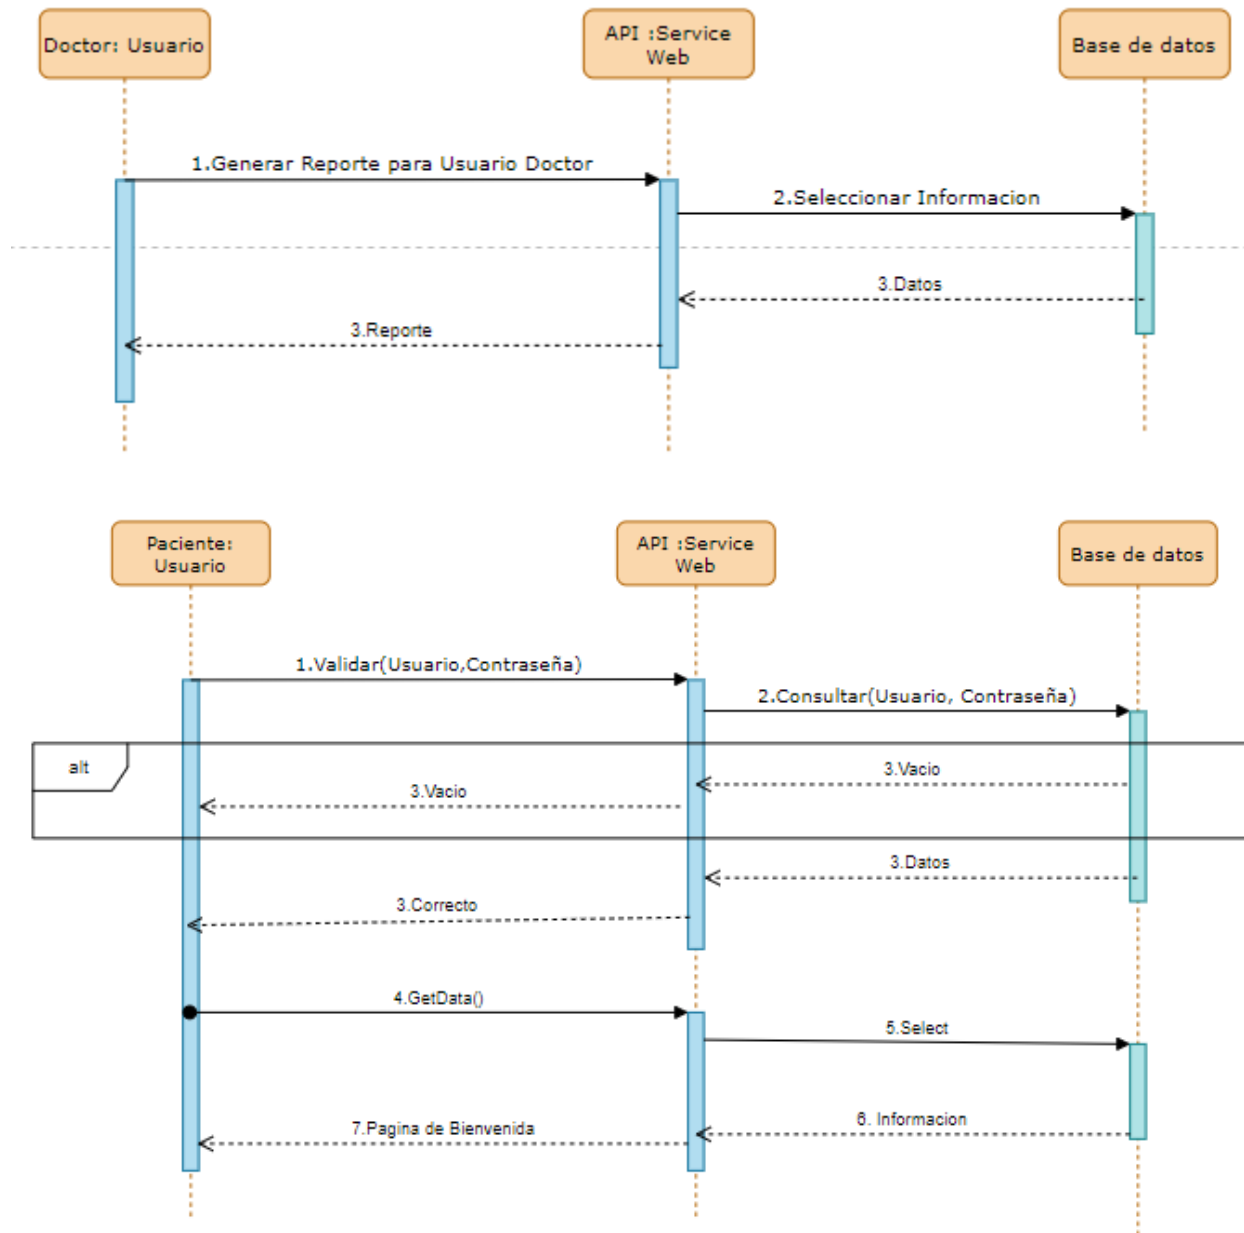 Doctor: Usuario
API :Service
Web
Base de datos
1.Generar Reporte para Usuario Doctor
2.Seleccionar Informacion
3.Datos
3.Reporte
Paciente:
Usuario
API :Service
Web
Base de datos
1.Validar(Usuario,Contraseña)
2.Consultar(Usuario, Contraseña)
alt
3.Vacio
3.Vacio
3.Datos
3.Correcto
4.GetData()
5.Select
6. Informacion
7.Pagina de Bienvenida